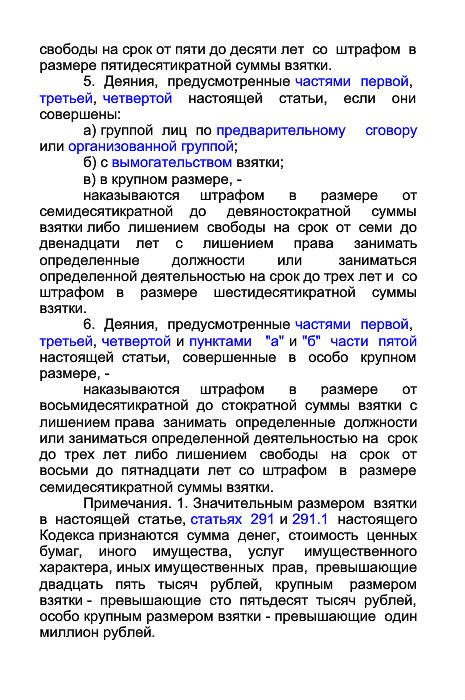 свободы на срок от пяти до десяти лет со штрафом в
размере пятидесятикратной суммы взятки.
5. Деяния, предусмотренные частями первой,
третьей, четвертой настоящей статьи, если они
совершены:
а) группой лиц по предварительному сговору
или организованной группой;
б) с вымогательством взятки;
в) в крупном размере, -
наказываются штрафом в размере от
семидесятикратной до девяностократной суммы
взятки либо лишением свободы на срок от семи до
двенадцати лет с лишением права занимать
определенные должности или заниматься
определенной деятельностью на срок до трех лет и со
штрафом в размере шестидесятикратной суммы
взятки.
6. Деяния, предусмотренные частями первой,
третьей, четвертой и пунктами "а" и "б" части пятой
настоящей статьи, совершенные в особо крупном
размере, -
наказываются штрафом в размере от
восьмидесятикратной до стократной суммы взятки с
лишением права занимать определенные должности
или заниматься определенной деятельностью на срок
до трех лет либо лишением свободы на срок от
восьми до пятнадцати лет со штрафом в размере
семидесятикратной суммы взятки.
Примечания. 1. Значительным размером взятки
в настоящей статье, статьях 291 и 291.1 настоящего
Кодекса признаются сумма денег, стоимость ценных
бумаг, иного имущества, услуг имущественного
характера, иных имущественных прав, превышающие
двадцать пять тысяч рублей, крупным размером
взятки - превышающие сто пятьдесят тысяч рублей,
особо крупным размером взятки - превышающие один
миллион рублей.